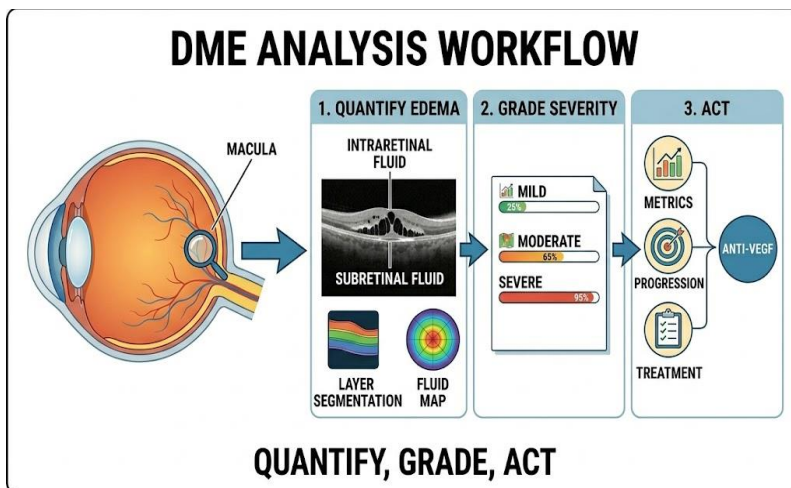 DME ANALYSIS WORKFLOW
MACULA
1. QUANTIFY EDEMA
INTRARETINAL
FLUID
SUBRETINAL FLUID
LAYER
SEGMENTATION
FLUID
MAP
2. GRADE SEVERITY
MILD
25%
MODERATE
65%
SEVERE
95%
3. ACT
METRICS
PROGRESSION
TREATMENT
ANTI-VEGF
QUANTIFY, GRADE, ACT